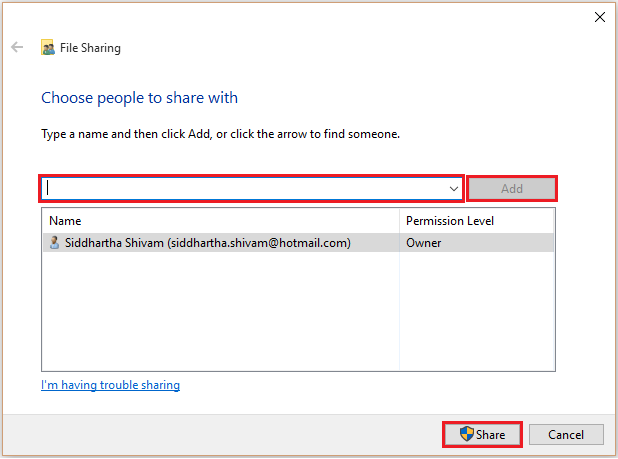 File Sharing
Choose people to share with
Type a name and then click Add, or click the arrow to find someone.
Add
Name Permission Level
Siddhartha Shivam (siddhartha.shivam@hotmail.com) Owner
I'm having trouble sharing
Share Cancel